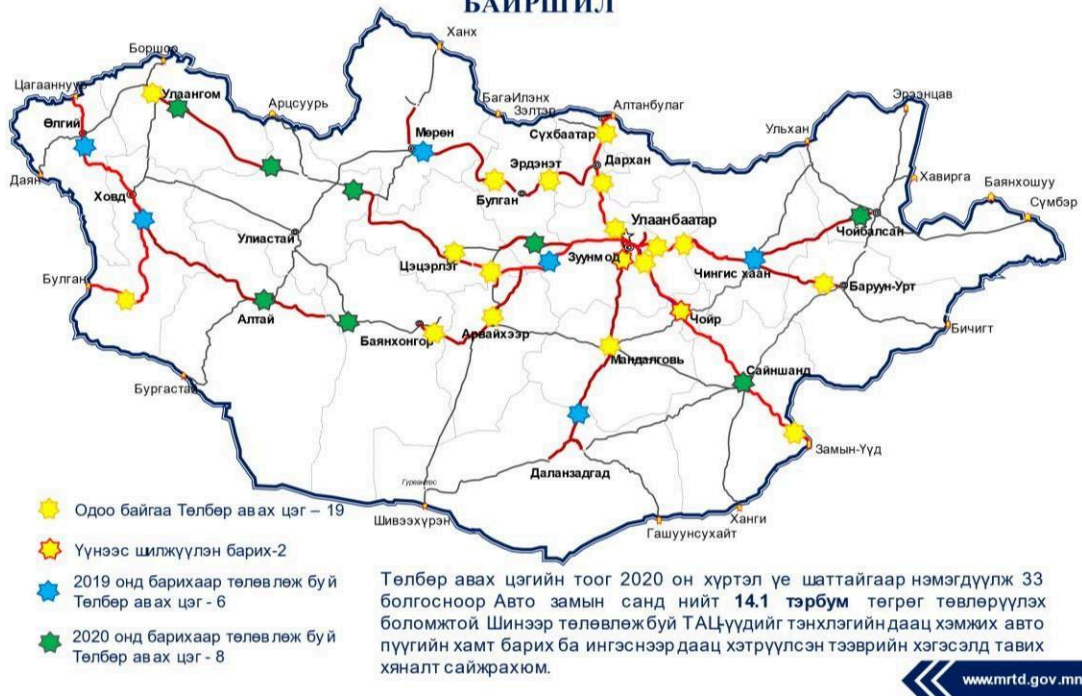 БАЙРШИЛ
Ханх
Боршоо
Цагааннуур
Улаангом
Арцсуурь
Бага-Илэнх
Зэлтэр
Алтанбулаг
Эрээнцав
Өлгий
Сүхбаатар
Ульхан
Мөрөн
Эрдэнэт
Дархан
Даян
Хавирга
Баянхошуу
Ховд
Булган
Сүмбэр
Улаанбаатар
Чойбалсан
Улиастай
Цэцэрлэг
Зуунмод
Чингис хаан
Булган
Баруун-Урт
Алтай
Чойр
Баянхонгор
Арвайхээр
Бичигт
Мандалговь
Сайншанд
Бургастай
Замын-Үүд
Даланзадгад
Шивээхүрэн
Ханги
Гашуунсухайт
Одоо байгаа Төлбөр авах цэг – 19
Үүнээс шилжүүлэн барих-2
2019 онд барихаар төлөвлөж буй
Төлбөр авах цэг - 6
2020 онд барихаар төлөвлөж буй
Төлбөр авах цэг - 8
Төлбөр авах цэгийн тоог 2020 он хүртэл үе шаттайгаар нэмэгдүүлж 33
болгосноор Авто замын санд нийт 14.1 тэрбум төгрөг төвлөрүүлэх
боломжтой. Шинээр төлөвлөж буй ТАЦ-үүдийг тэнхлэгийн даац хэмжих авто
пүүгийн хамт барих ба ингэснээр даац хэтрүүлсэн тээврийн хэгсэлд тавих
хяналт сайжрахюм.
www.mrtd.gov.mn